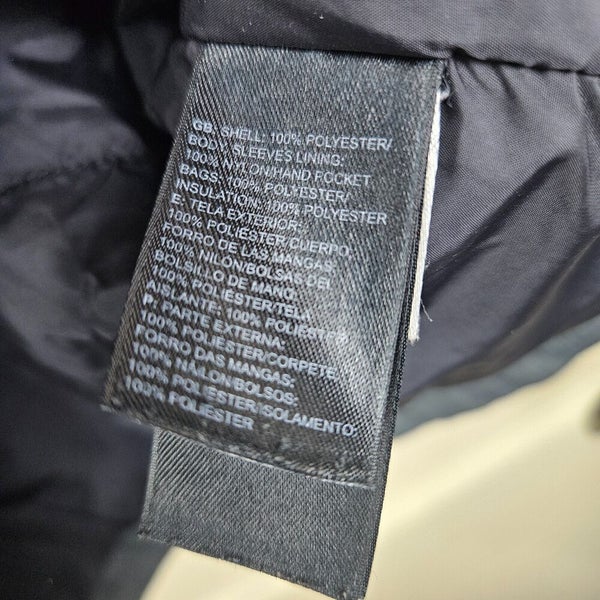 GB: SHELL: 100% POLYESTER/
BODY SLEEVES LINING:
100% NYLON/HAND POCKET
BAGS: 100% POLYESTER/
INSULATION: 100% POLYESTER
E: TELA EXTERIOR:
100% POLIÉSTER/CUERPO:
FORRO DE LAS MANGAS:
100% NILÓN/BOLSAS DEL
BOLSILLO DE MANO:
100% POLIÉSTER/TELA
AISLANTE: 100% POLIÉSTER
P: PARTE EXTERNA:
100% POLIÉSTER/CORPETE,
FORRO DAS MANGAS:
100% NÁILON/BOLSOS:
100% POLIÉSTER/ISOLAMENTO:
100% POLIÉSTER